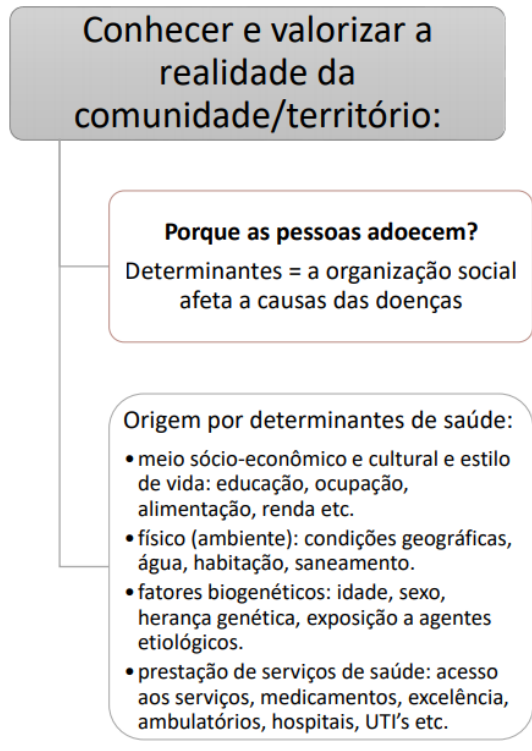 Conhecer e valorizar a
realidade da
comunidade/território:
Porque as pessoas adoecem?
Determinantes = a organização social
afeta a causas das doenças
Origem por determinantes de saúde:
• meio sócio-econômico e cultural e estilo
de vida: educação, ocupação,
alimentação, renda etc.
• físico (ambiente): condições geográficas,
água, habitação, saneamento.
• fatores biogenéticos: idade, sexo,
herança genética, exposição a agentes
etiológicos.
• prestação de serviços de saúde: acesso
aos serviços, medicamentos, excelência,
ambulatórios, hospitais, UTI’s etc.